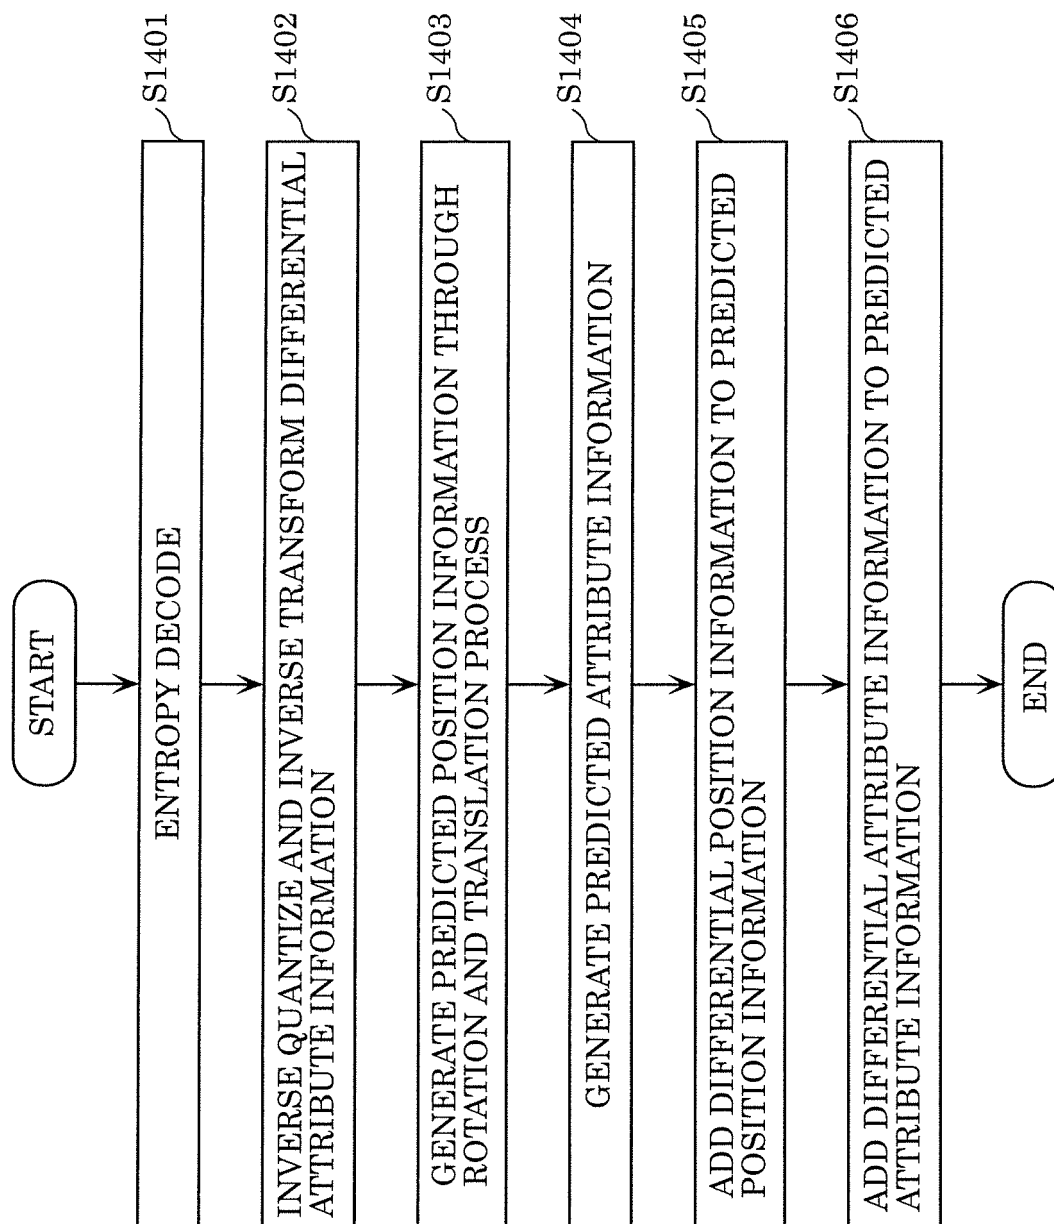 START
S1401
ENTROPY DECODE
S1402
INVERSE QUANTIZE AND INVERSE TRANSFORM DIFFERENTIAL
ATTRIBUTE INFORMATION
S1403
GENERATE PREDICTED POSITION INFORMATION THROUGH
ROTATION AND TRANSLATION PROCESS
S1404
GENERATE PREDICTED ATTRIBUTE INFORMATION
S1405
ADD DIFFERENTIAL POSITION INFORMATION TO PREDICTED
POSITION INFORMATION
S1406
ADD DIFFERENTIAL ATTRIBUTE INFORMATION TO PREDICTED
ATTRIBUTE INFORMATION
END